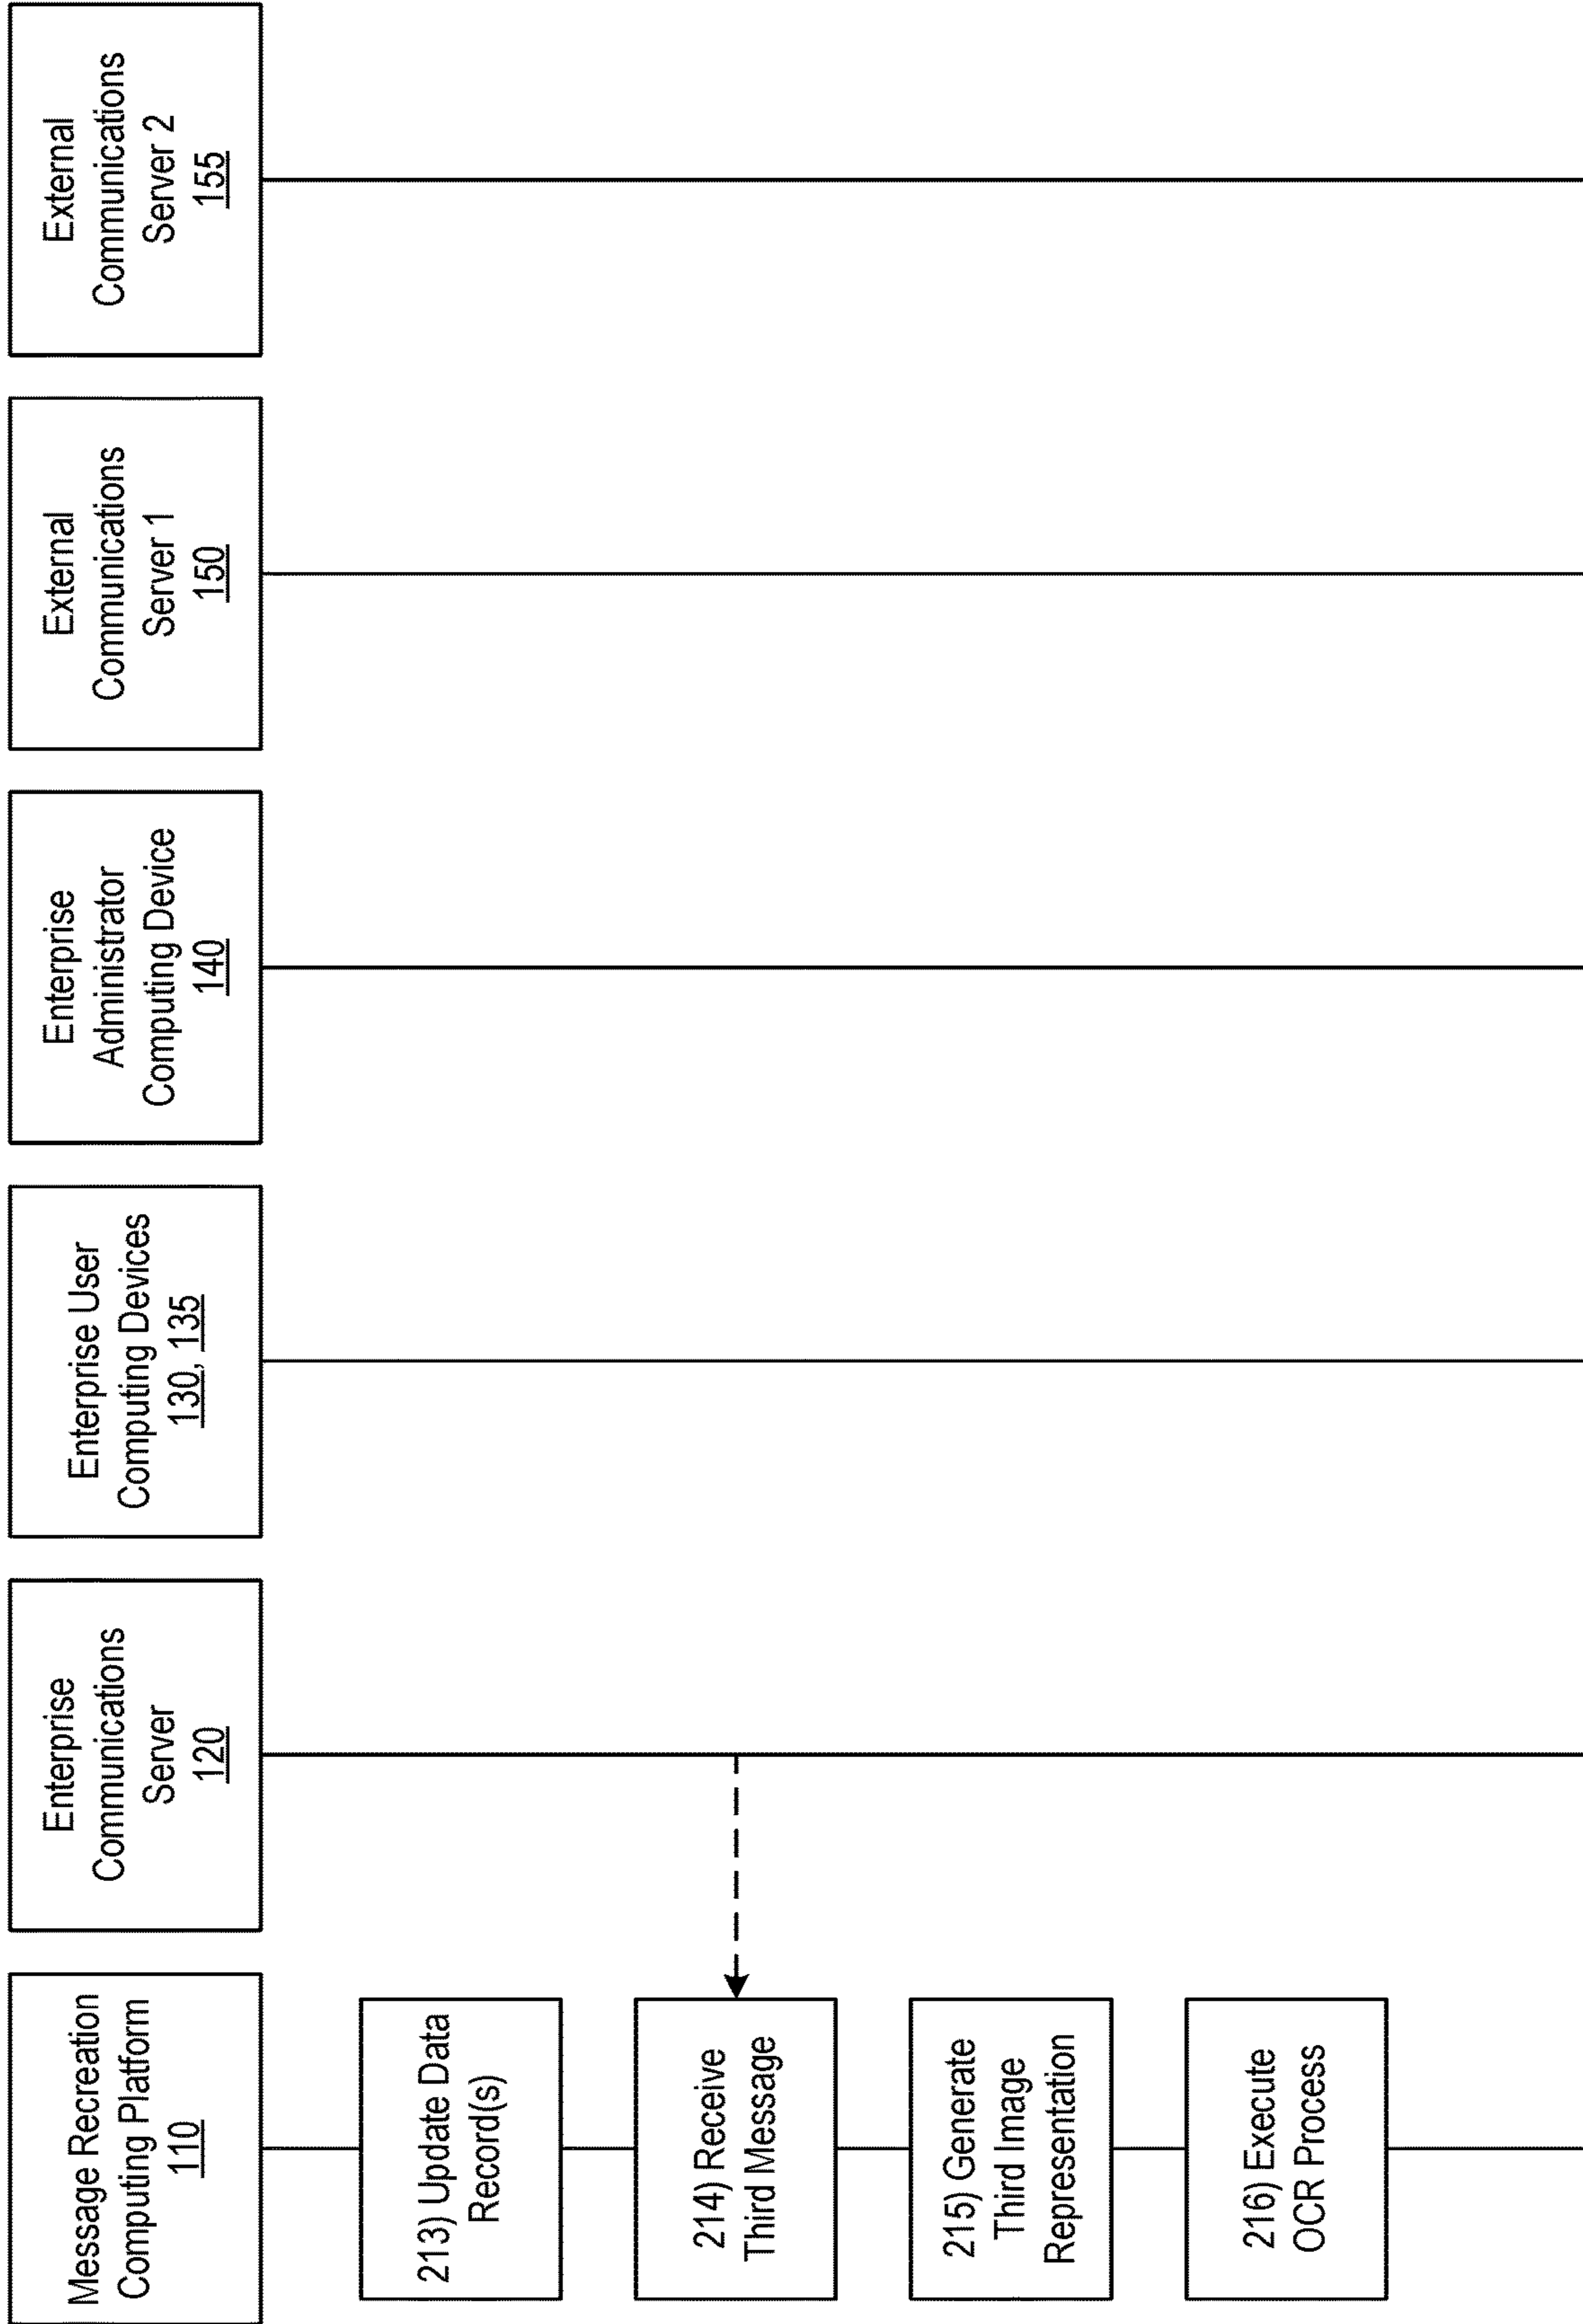 Message Recreation
Computing Platform
110
Enterprise
Communications
Server
120
Enterprise User
Computing Devices
130, 135
Enterprise
Administrator
Computing Device
140
External
Communications
Server 1
150
External
Communications
Server 2
155
213) Update Data
Record(s)
214) Receive
Third Message
215) Generate
Third Image
Representation
216) Execute
OCR Process